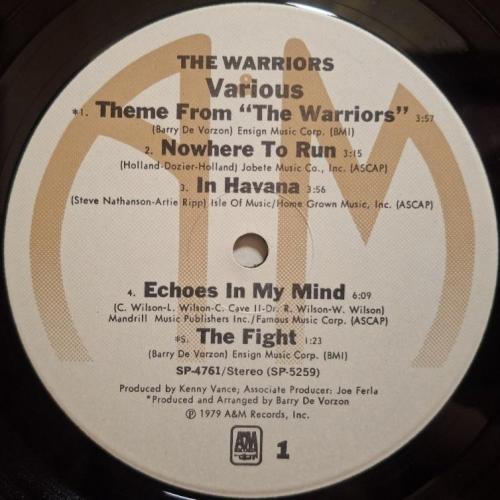 THE WARRIORS
Various
*1. Theme From "The Warriors" 3:57
(Barry De Vorzon) Ensign Music Corp. (BMI)
2. Nowhere To Run 3:15
(Holland-Dozier-Holland) Jobete Music Co., Inc. (ASCAP)
3. In Havana 3:56
(Steve Nathanson-Artie Ripp) Isle Of Music/Home Grown Music, Inc. (ASCAP)
4. Echoes In My Mind 6:09
(C. Wilson-L. Wilson-C. Cave II-Dr. R. Wilson-W. Wilson)
Mandrill Music Publishers Inc./Famous Music Corp. (ASCAP)
*5. The Fight 1:23
(Barry De Vorzon) Ensign Music Corp. (BMI)
SP-4761/Stereo (SP-5259)
Produced by Kenny Vance; Associate Producer: Joe Ferla
*Produced and Arranged by Barry De Vorzon
℗ 1979 A&M Records, Inc.
A&M RECORDS 1